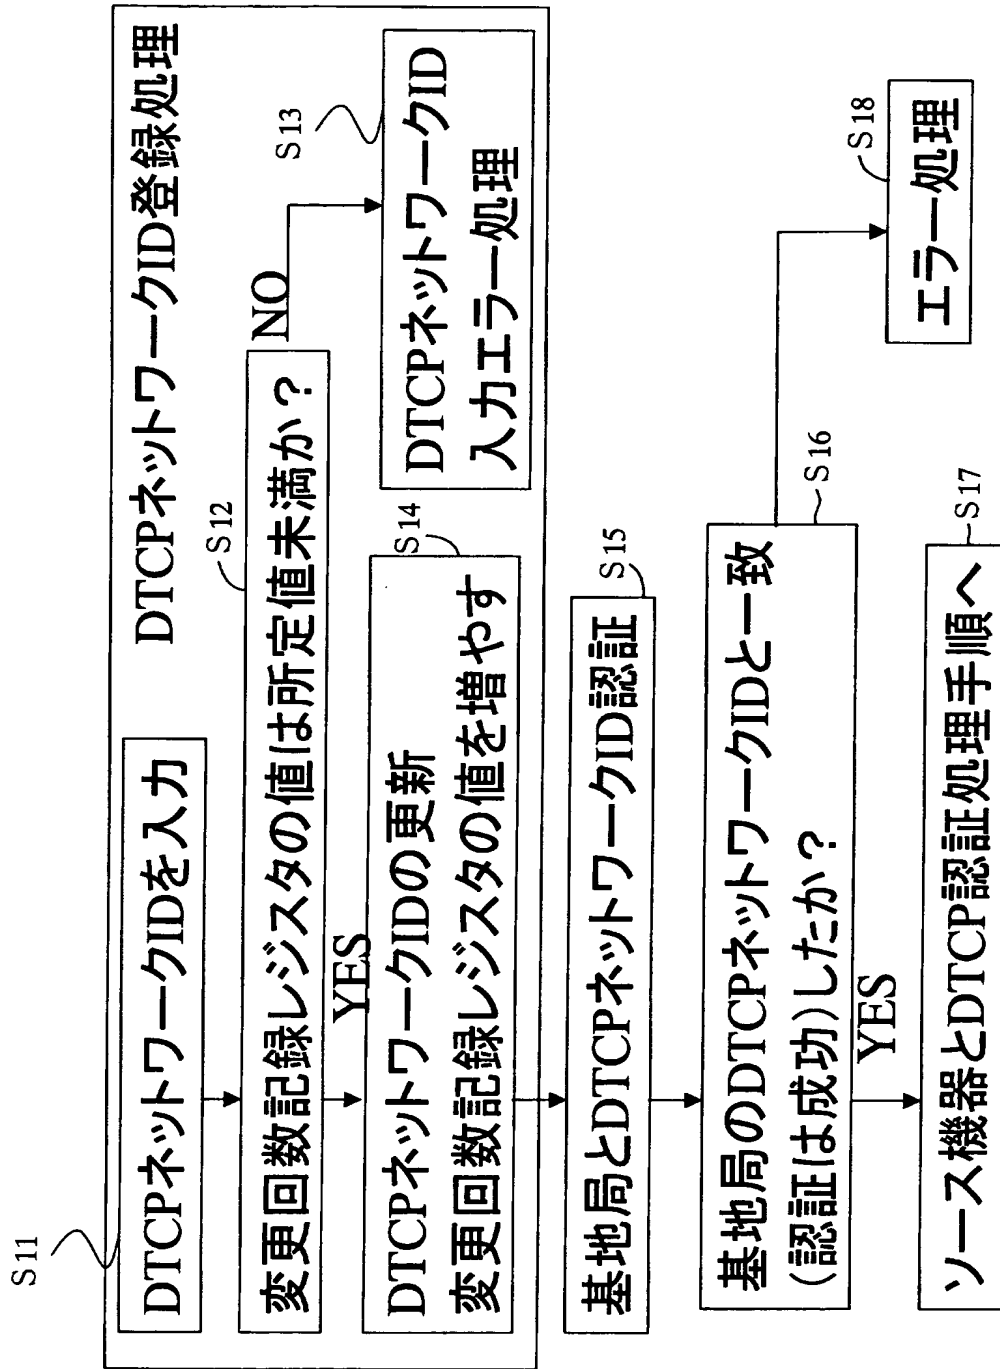 DTCPネットワークID登録処理
S11
DTCPネットワークIDを入力
S12
変更回数記録レジスタの値は所定値未満か？
NO
S13
DTCPネットワークID
入力エラー処理
YES
S14
DTCPネットワークIDの更新
変更回数記録レジスタの値を増やす
S15
基地局とDTCPネットワークID認証
S16
基地局のDTCPネットワークIDと一致
(認証は成功)したか？
S18
エラー処理
YES
S17
ソース機器とDTCP認証処理手順へ